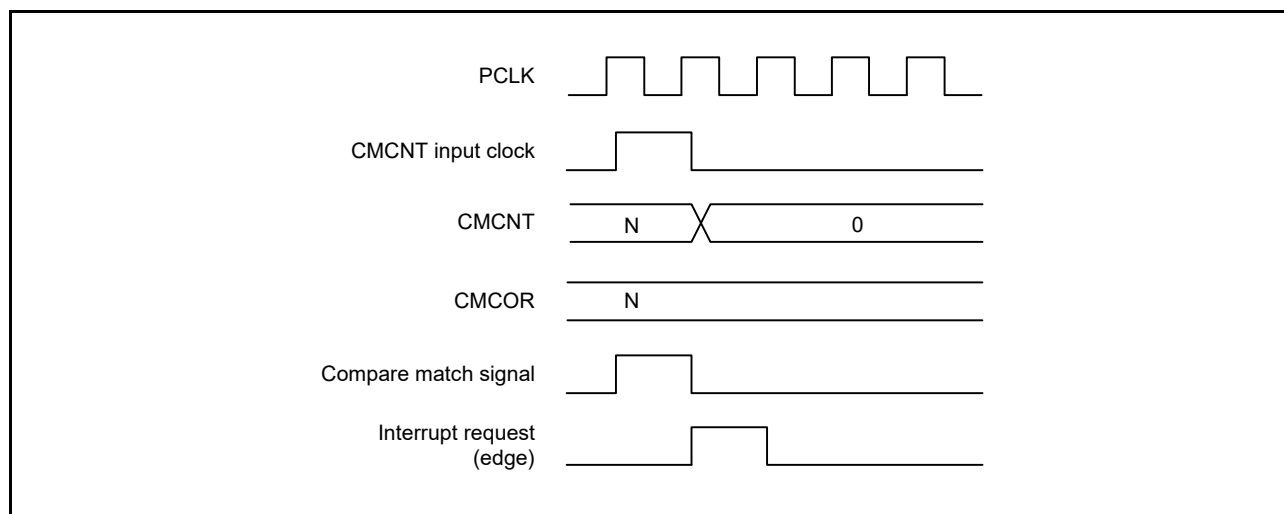 PCLK
CMCNT input clock
CMCNT
N
0
CMCOR
N
Compare match signal
Interrupt request
(edge)